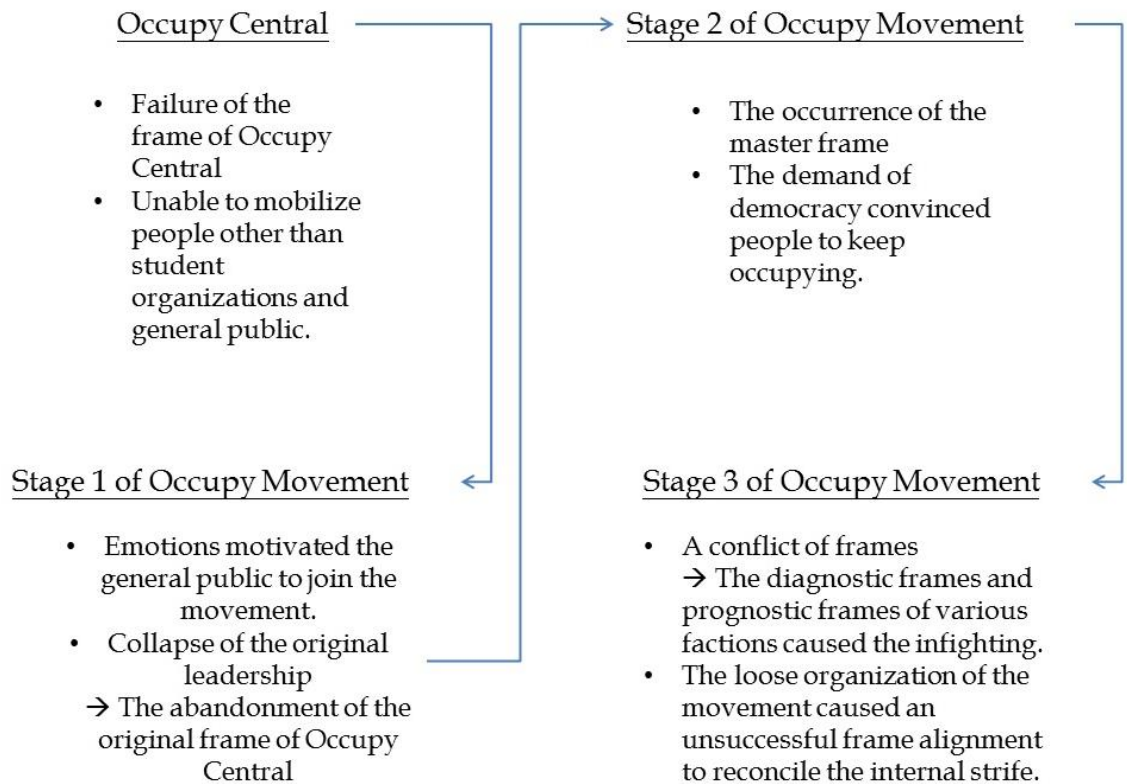 Occupy Central
• Failure of the
frame of Occupy
Central
• Unable to mobilize
people other than
student
organizations and
general public.
Stage 1 of Occupy Movement
• Emotions motivated the
general public to join the
movement.
• Collapse of the original
leadership
→ The abandonment of the
original frame of Occupy
Central
Stage 2 of Occupy Movement
• The occurrence of the
master frame
• The demand of
democracy convinced
people to keep
occupying.
Stage 3 of Occupy Movement
• A conflict of frames
→ The diagnostic frames and
prognostic frames of various
factions caused the infighting.
• The loose organization of the
movement caused an
unsuccessful frame alignment
to reconcile the internal strife.